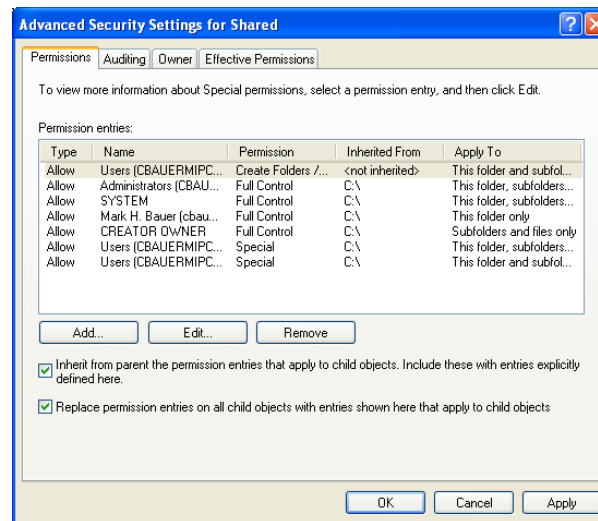 Advanced Security Settings for Shared
Permissions Auditing Owner Effective Permissions
To view more information about Special permissions, select a permission entry, and then click Edit.
Permission entries:
Type Name Permission Inherited From Apply To
Allow Users (CBAUERMIPC... Create Folders /... <not inherited> This folder and subfol...
Allow Administrators (CBAU... Full Control C:\ This folder, subfolders...
Allow SYSTEM Full Control C:\ This folder, subfolders...
Allow Mark H. Bauer (cbau... Full Control C:\ This folder only
Allow CREATOR OWNER Full Control C:\ Subfolders and files only
Allow Users (CBAUERMIPC... Special C:\ This folder, subfolders...
Allow Users (CBAUERMIPC... Special C:\ This folder and subfol...
Add... Edit... Remove
Inherit from parent the permission entries that apply to child objects. Include these with entries explicitly
defined here.
Replace permission entries on all child objects with entries shown here that apply to child objects
OK Cancel Apply